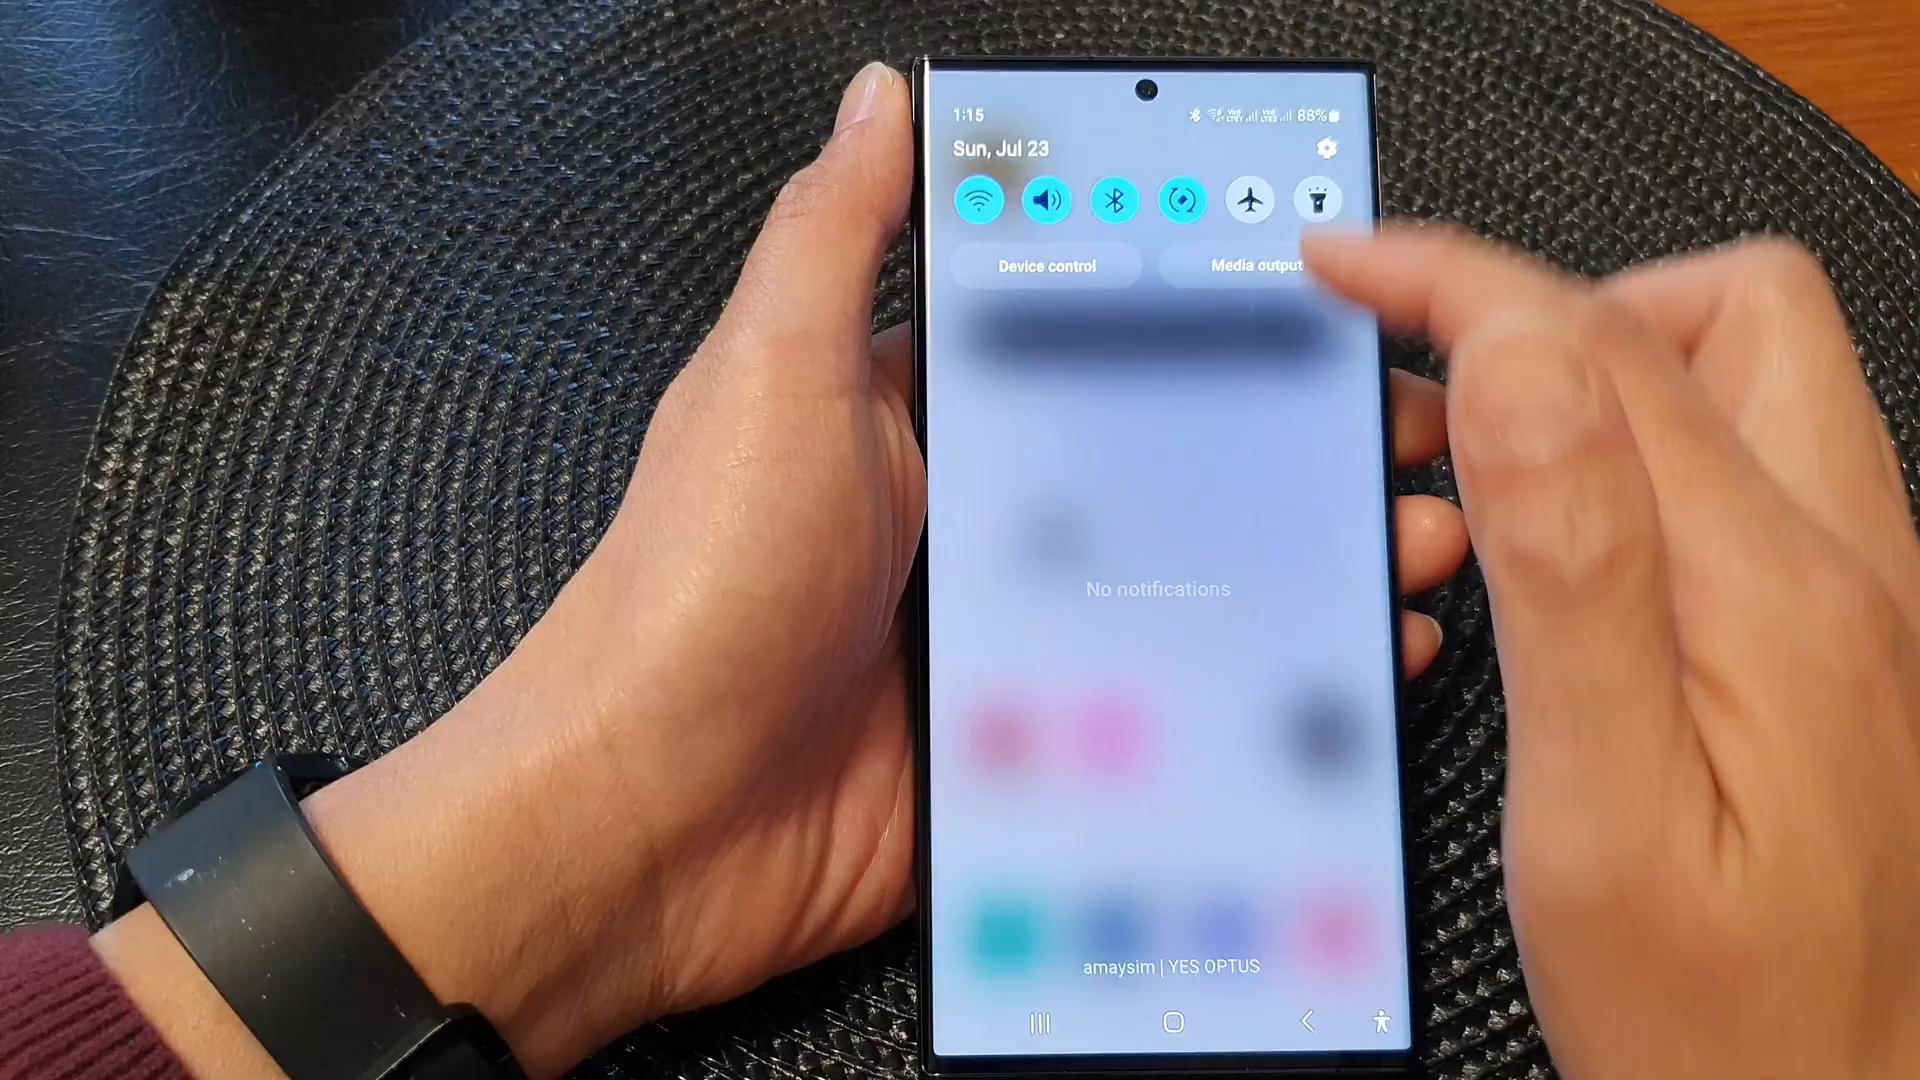 1:15
88%
Sun, Jul 23
Device control
Media output
No notifications
amaysim | YES OPTUS